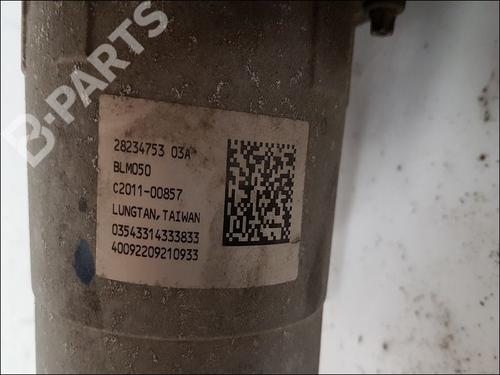 B-PARTS
28234753 03A
BLM050
C2011-00857
LUNGTAN, TAIWAN
03543314333833
40092209210933